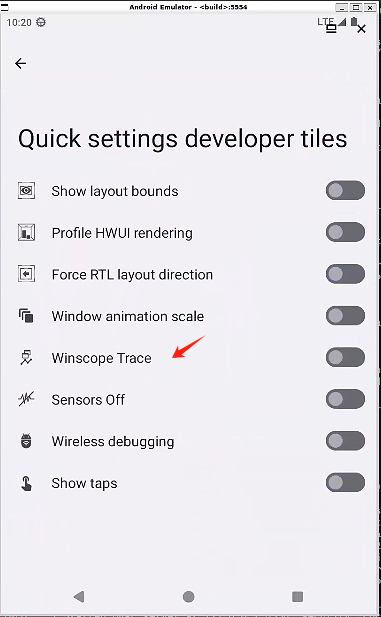 Android Emulator - <build>:5554
10:20
LTE
Quick settings developer tiles
Show layout bounds
Profile HWUI rendering
Force RTL layout direction
Window animation scale
Winscope Trace
Sensors Off
Wireless debugging
Show taps